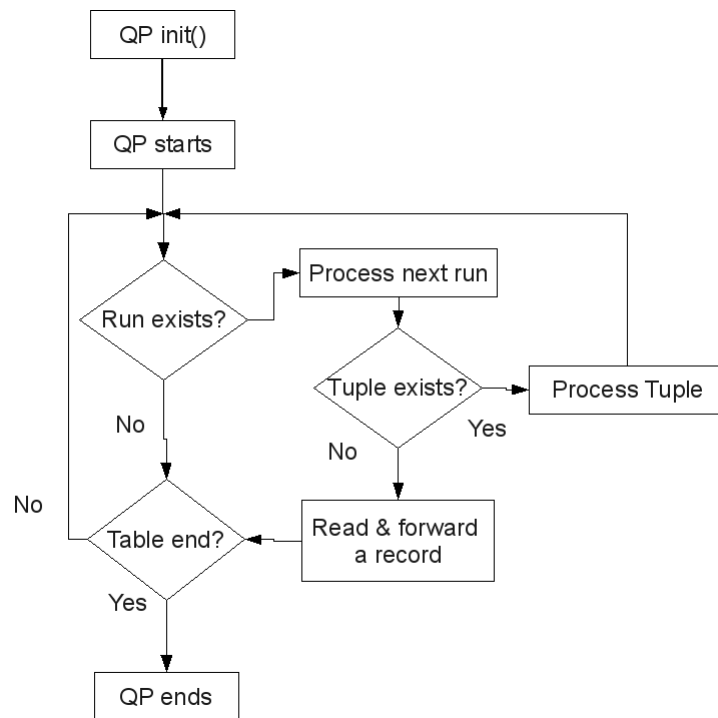 QP init()
QP starts
Process next run
Run exists?
Tuple exists?
Process Tuple
No
Yes
No
No
Read & forward
a record
Table end?
Yes
QP ends